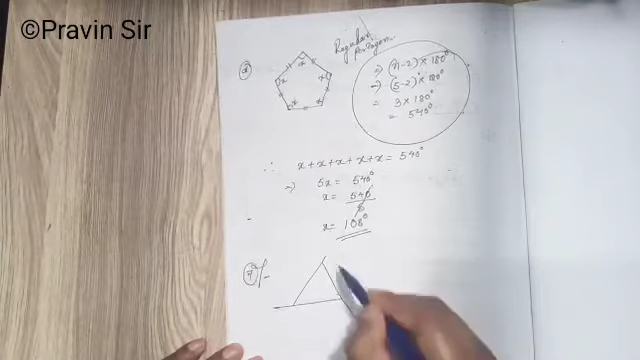 ©Pravin Sir
Regular
pentagon
⇒ (n-2) × 180°
⇒ (5-2) × 180°
= 3 × 180°
= 540°
x x x x x
∴ x + x + x + x + x = 540°
⇒ 5x = 540°
x = 540/5
x = 108°